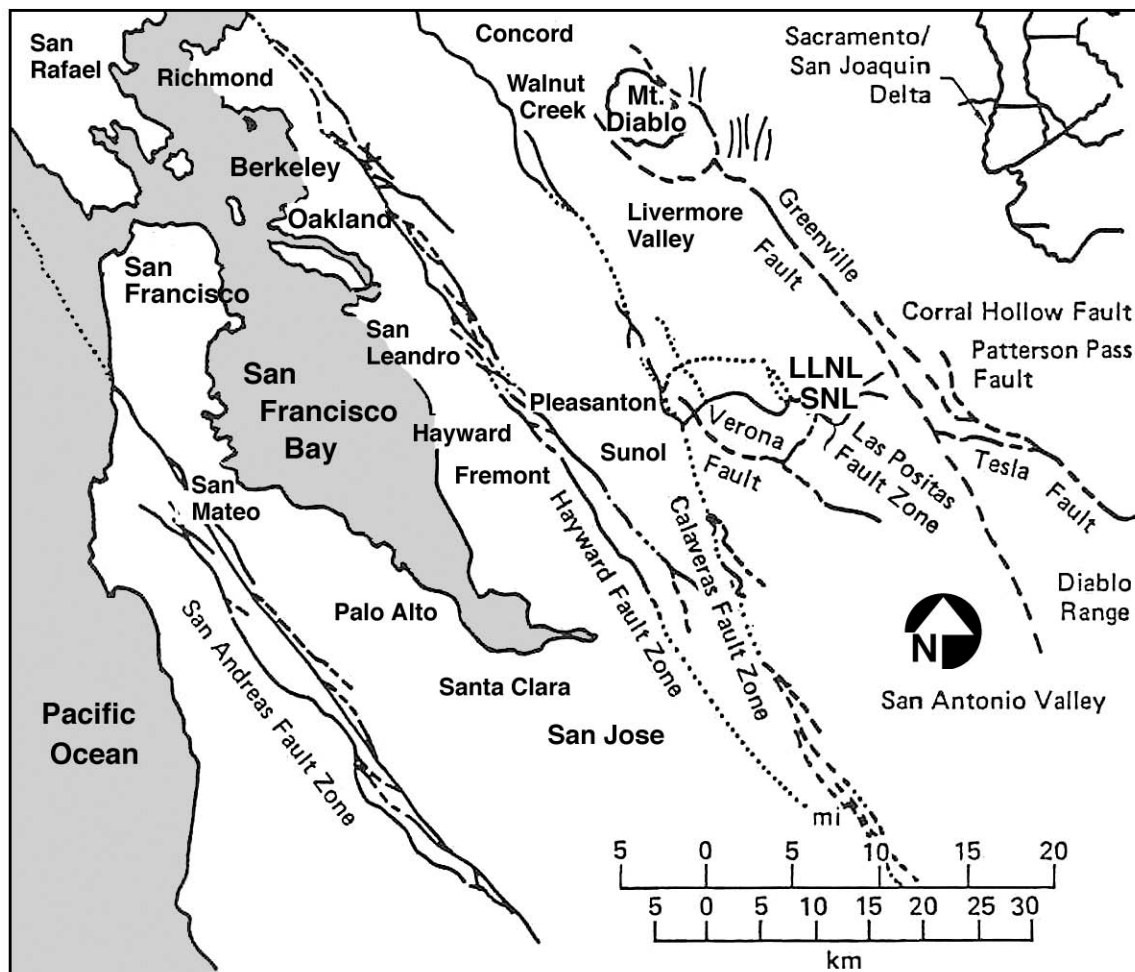 San
Rafael
Richmond
Concord
Walnut
Creek
Mt.
Diablo
Sacramento/
San Joaquin
Delta
Berkeley
Oakland
Livermore
Valley
Greenville
Fault
San
Francisco
San
Leandro
Corral Hollow Fault
Patterson Pass
Fault
LLNL
SNL
San
Francisco
Bay
Pleasanton
Hayward
Verona
Fault
Sunol
Las Positas
Fault Zone
Tesla
Fault
Fremont
San
Mateo
Hayward Fault Zone
Calaveras Fault Zone
Diablo
Range
N
Palo Alto
San Andreas Fault Zone
Santa Clara
San Antonio Valley
San Jose
Pacific
Ocean
mi
5 0 5 10 15 20
5 0 5 10 15 20 25 30
km